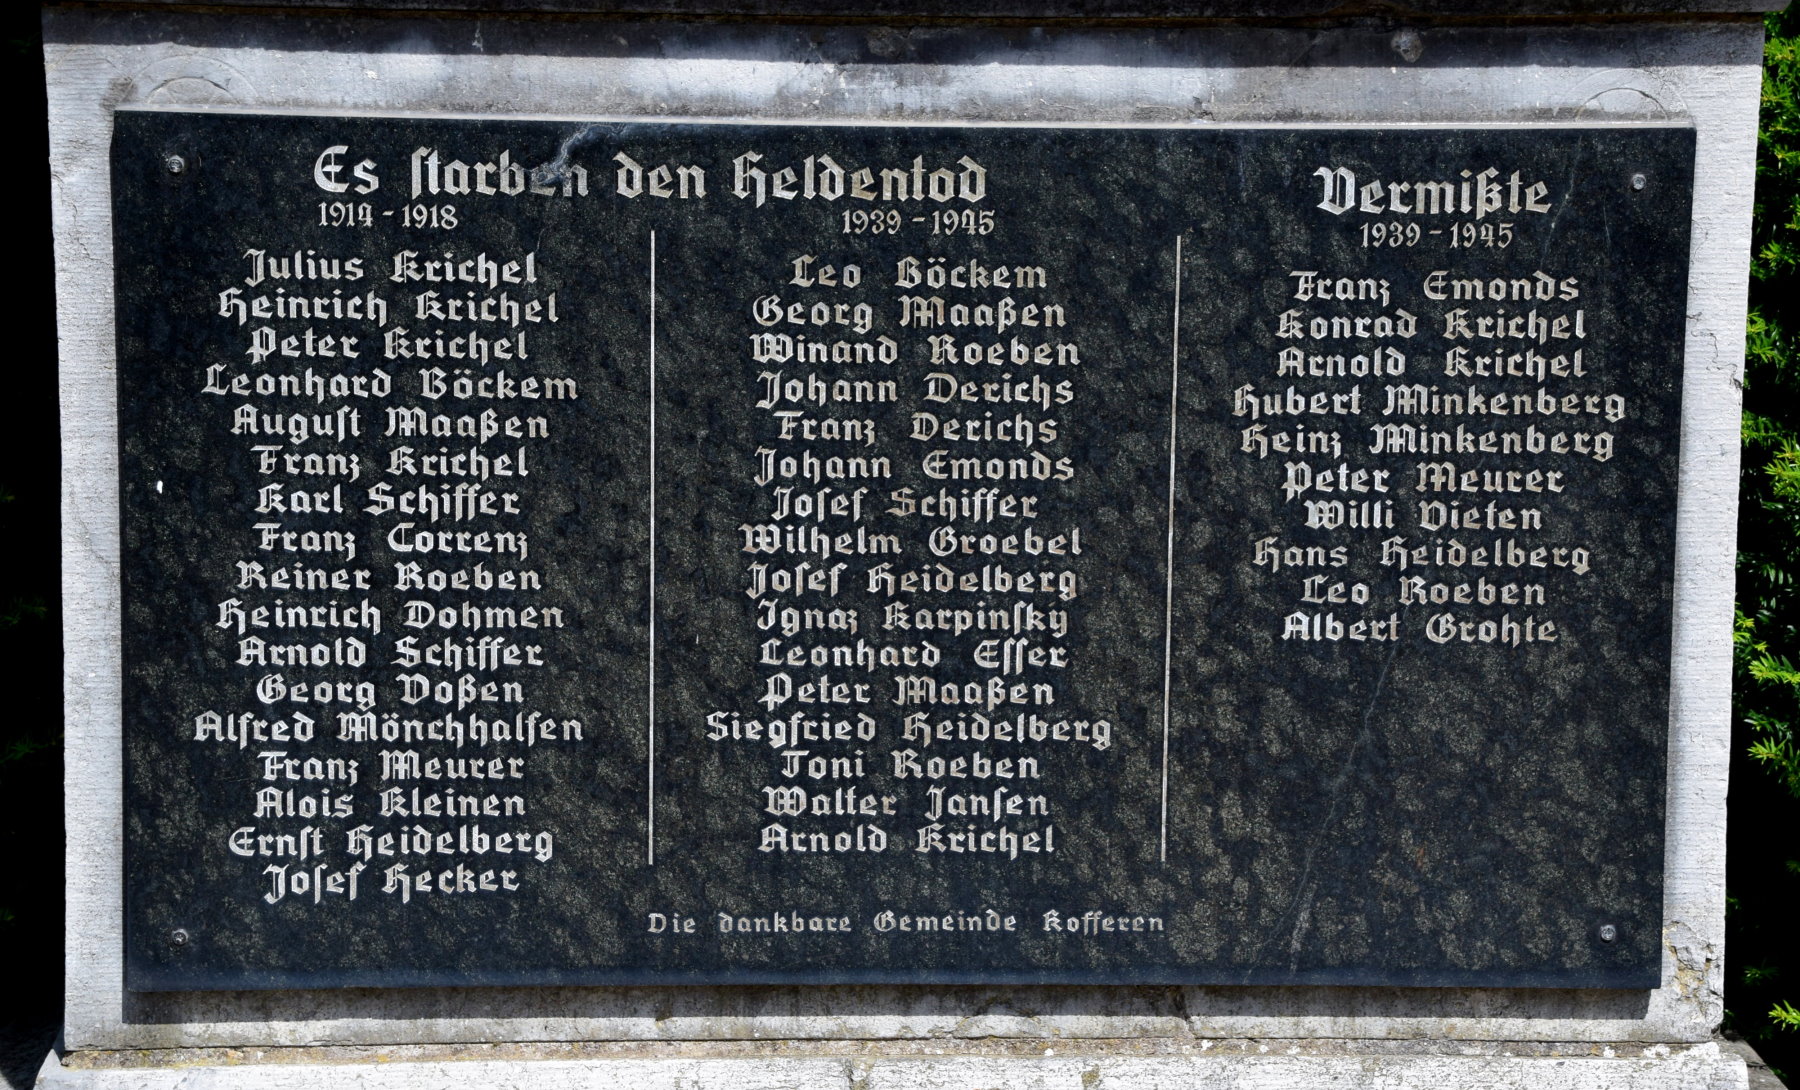 Es starben den Heldentod
1914 - 1918
Julius Krichel
Heinrich Krichel
Peter Krichel
Leonhard Böckem
August Maaßen
Franz Krichel
Karl Schiffer
Franz Correnz
Reiner Roeben
Heinrich Dohmen
Arnold Schiffer
Georg Voßen
Alfred Mönchhalfen
Franz Meurer
Alois Kleinen
Ernst Heidelberg
Josef Hecker
1939 - 1945
Leo Böckem
Georg Maaßen
Winand Roeben
Johann Derichs
Franz Derichs
Johann Emonds
Josef Schiffer
Wilhelm Groebel
Josef Heidelberg
Ignaz Karpinsky
Leonhard Esser
Peter Maaßen
Siegfried Heidelberg
Toni Roeben
Walter Jansen
Arnold Krichel
Vermißte
1939 - 1945
Franz Emonds
Konrad Krichel
Arnold Krichel
Hubert Minkenberg
Heinz Minkenberg
Peter Meurer
Willi Vieten
Hans Heidelberg
Leo Roeben
Albert Grohte
Die dankbare Gemeinde Kofferen